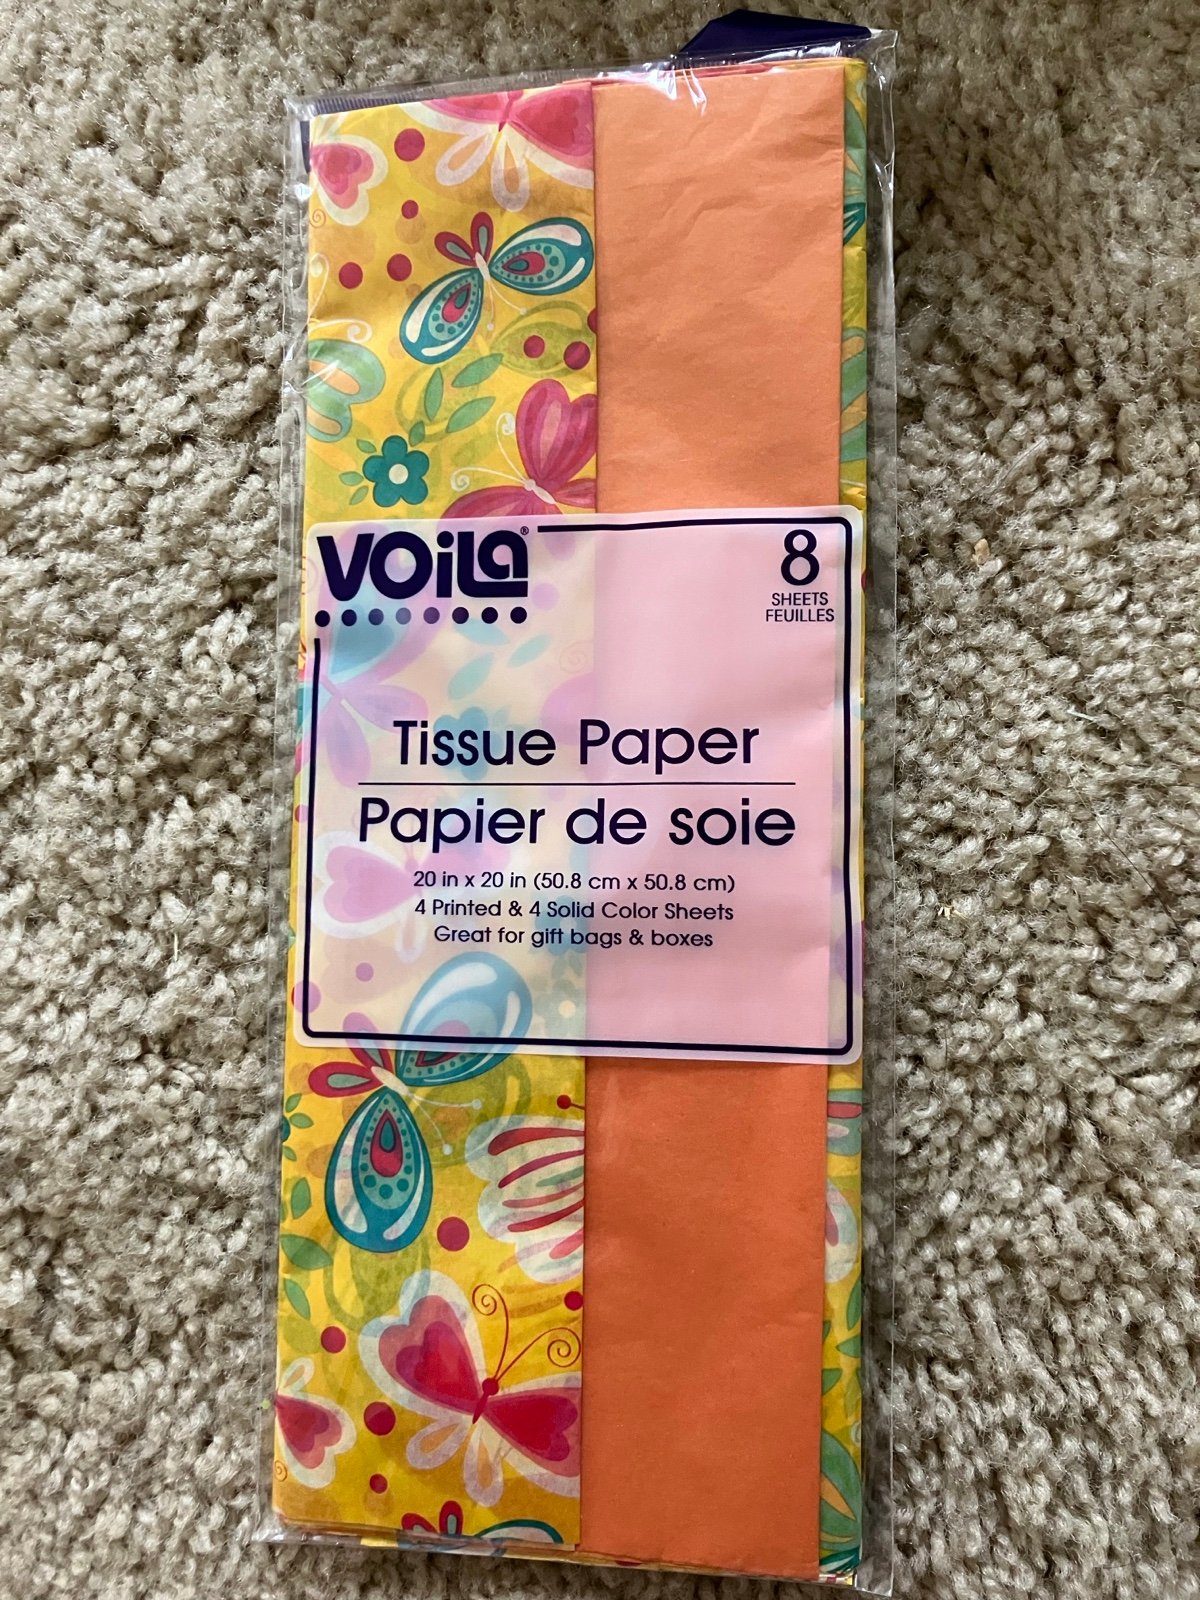 VOiLa®
8
SHEETS
FEUILLES
Tissue Paper
Papier de soie
20 in x 20 in (50.8 cm x 50.8 cm)
4 Printed & 4 Solid Color Sheets
Great for gift bags & boxes